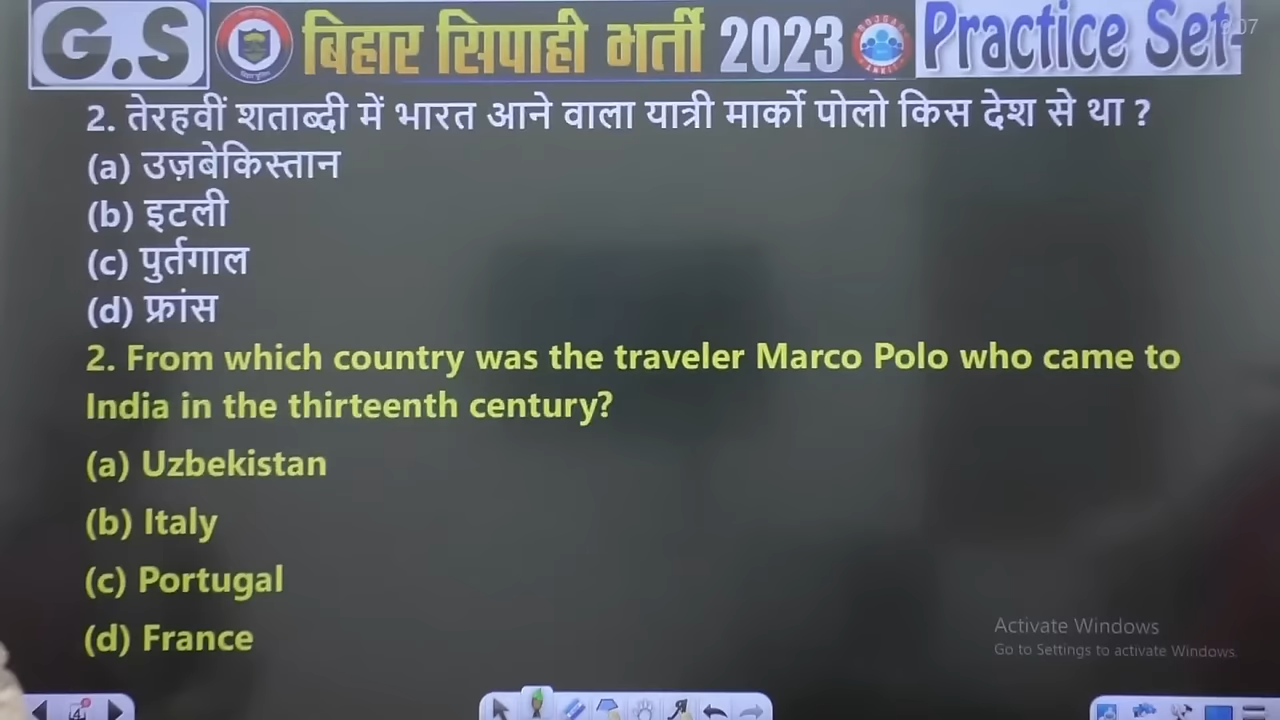 G.S बिहार सिपाही भर्ती 2023 Practice Set-
2. तेरहवीं शताब्दी में भारत आने वाला यात्री मार्को पोलो किस देश से था ?
(a) उज़बेकिस्तान
(b) इटली
(c) पुर्तगाल
(d) फ्रांस
2. From which country was the traveler Marco Polo who came to
India in the thirteenth century?
(a) Uzbekistan
(b) Italy
(c) Portugal
(d) France
Activate Windows
Go to Settings to activate Windows.
4